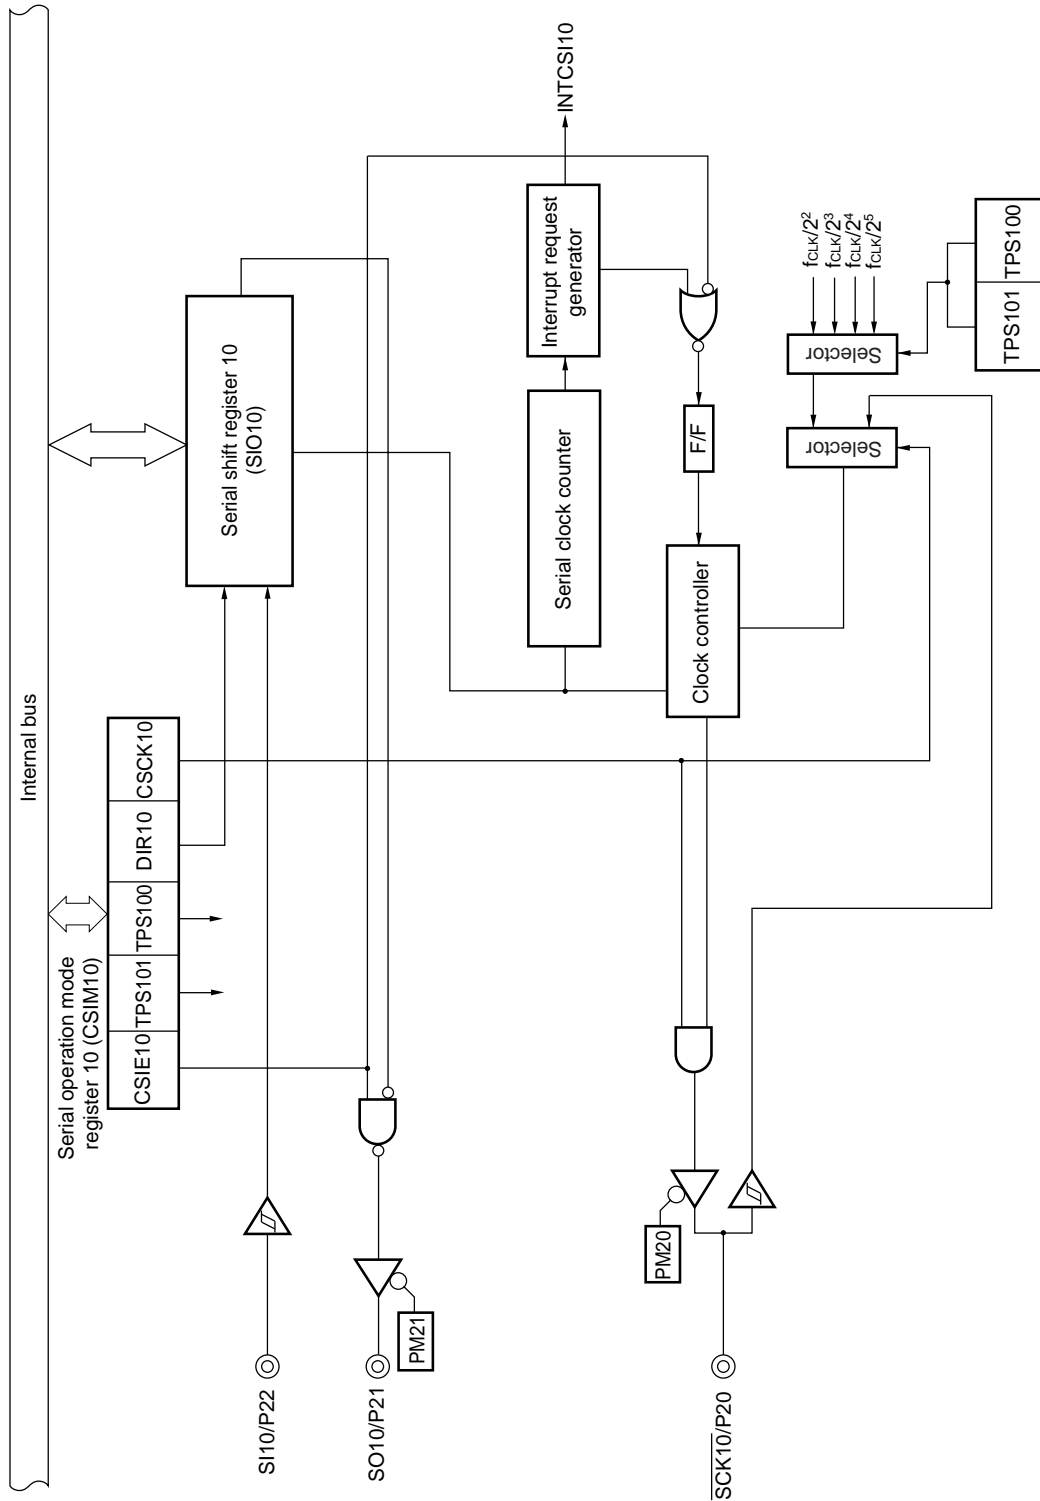 Internal bus
Serial operation mode
register 10 (CSIM10)
CSIE10
TPS101
TPS100
DIR10
CSCK10
Serial shift register 10
(SIO10)
SI10/P22
SO10/P21
PM21
Interrupt request
generator
INTCSI10
Serial clock counter
F/F
Clock controller
PM20
SCK10/P20
Selector
Selector
fCLK/2²
fCLK/2³
fCLK/2⁴
fCLK/2⁵
TPS101
TPS100